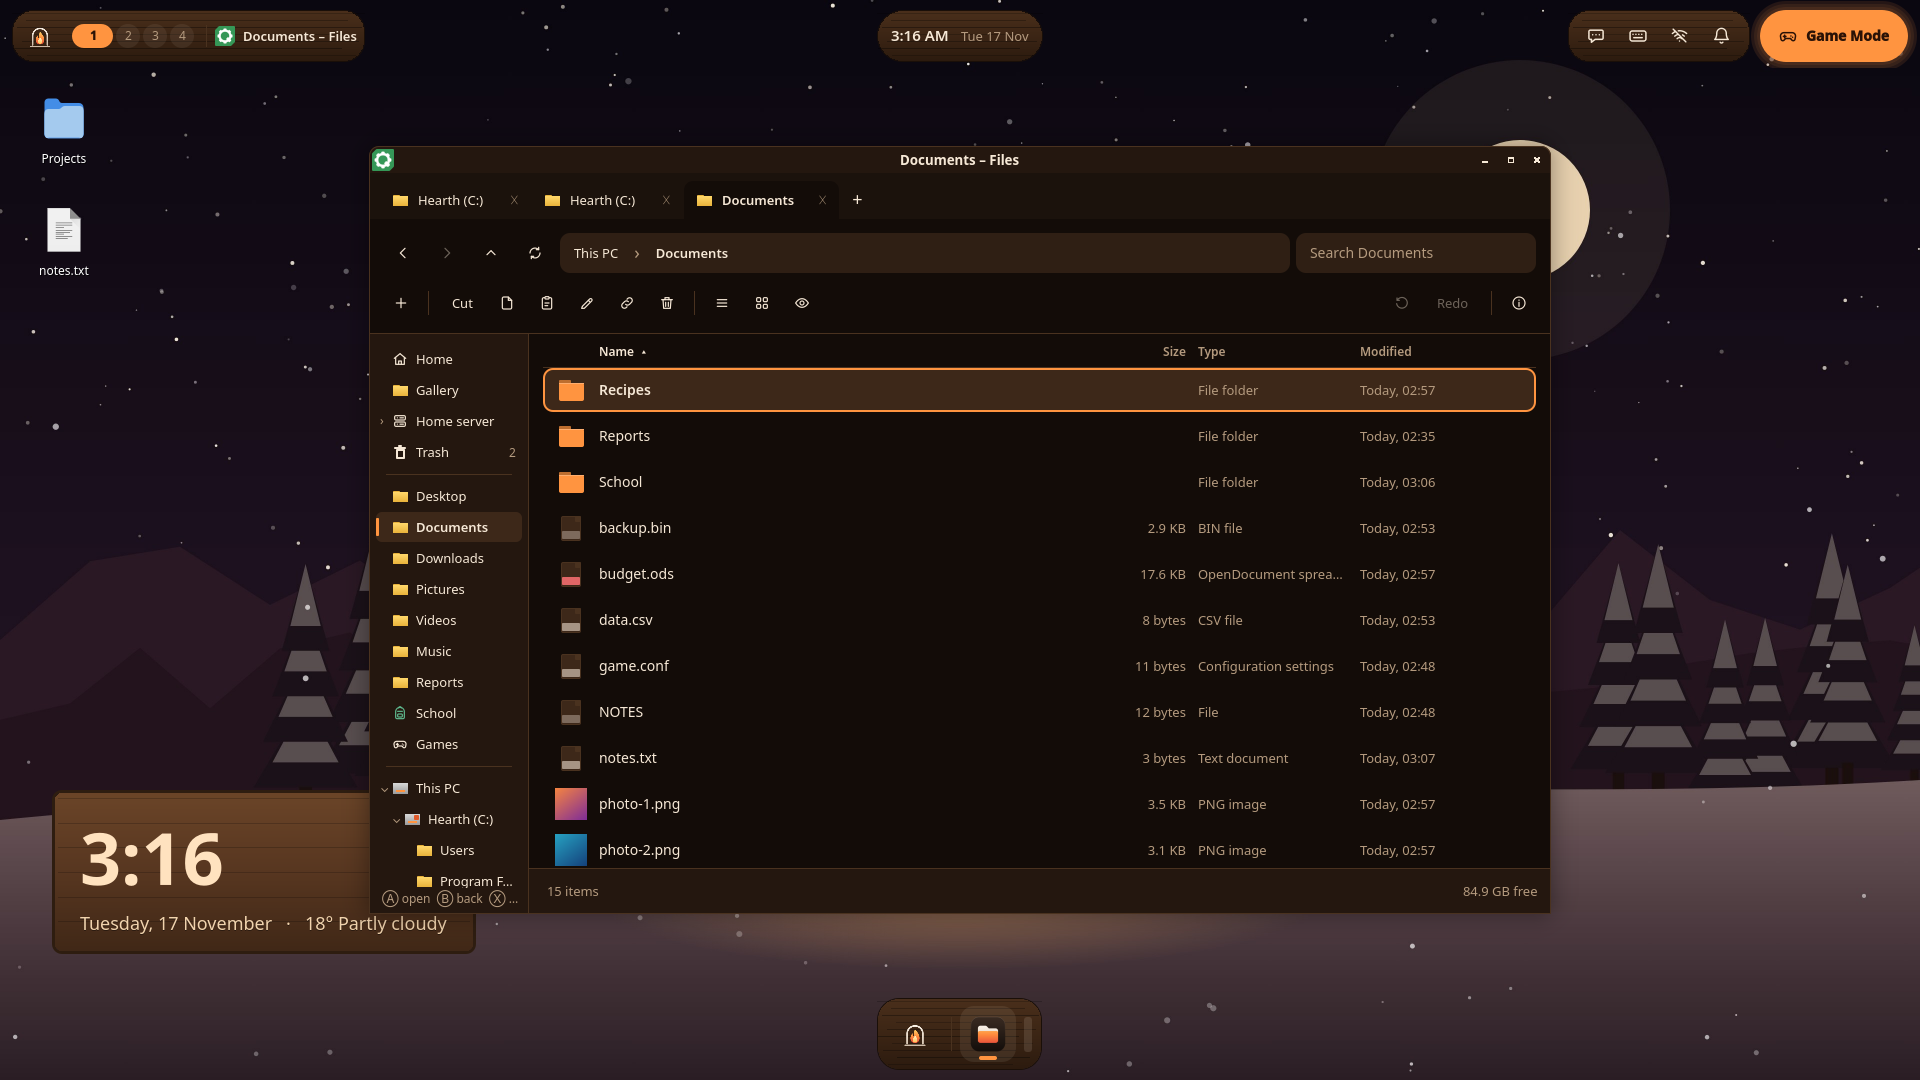 1 2 3 4 Documents – Files
3:16 AM Tue 17 Nov
Game Mode
Projects
notes.txt
Documents – Files
Hearth (C:) X Hearth (C:) X Documents X +
This PC › Documents
Search Documents
Cut
Redo
Home
Gallery
Home server
Trash 2
Desktop
Documents
Downloads
Pictures
Videos
Music
Reports
School
Games
This PC
Hearth (C:)
Users
Program F...
A open B back X ...
Name Size Type Modified
Recipes File folder Today, 02:57
Reports File folder Today, 02:35
School File folder Today, 03:06
backup.bin 2.9 KB BIN file Today, 02:53
budget.ods 17.6 KB OpenDocument sprea... Today, 02:57
data.csv 8 bytes CSV file Today, 02:53
game.conf 11 bytes Configuration settings Today, 02:48
NOTES 12 bytes File Today, 02:48
notes.txt 3 bytes Text document Today, 03:07
photo-1.png 3.5 KB PNG image Today, 02:57
photo-2.png 3.1 KB PNG image Today, 02:57
15 items 84.9 GB free
3:16
Tuesday, 17 November · 18° Partly cloudy